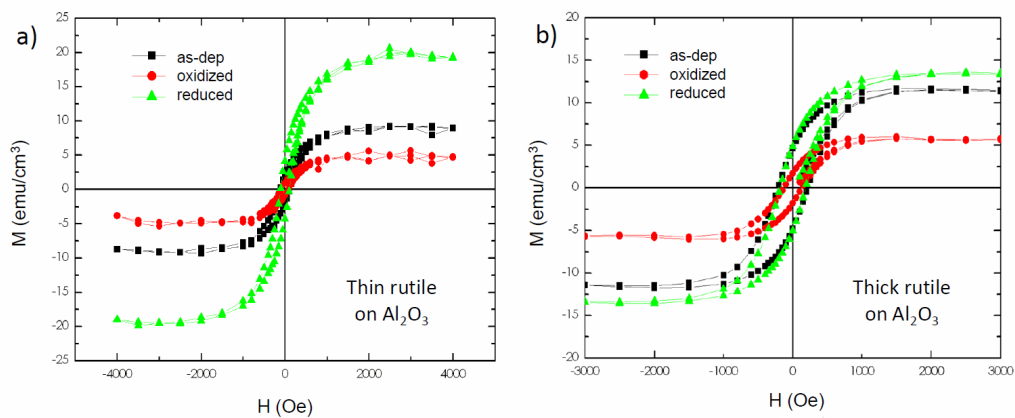 a)
as-dep
oxidized
reduced
M (emu/cm³)
25
20
15
10
5
0
-5
-10
-15
-20
-25
-4000 -2000 0 2000 4000
H (Oe)
Thin rutile
on Al₂O₃
b)
as-dep
oxidized
reduced
M (emu/cm³)
20
15
10
5
0
-5
-10
-15
-20
-3000 -2000 -1000 0 1000 2000 3000
H (Oe)
Thick rutile
on Al₂O₃